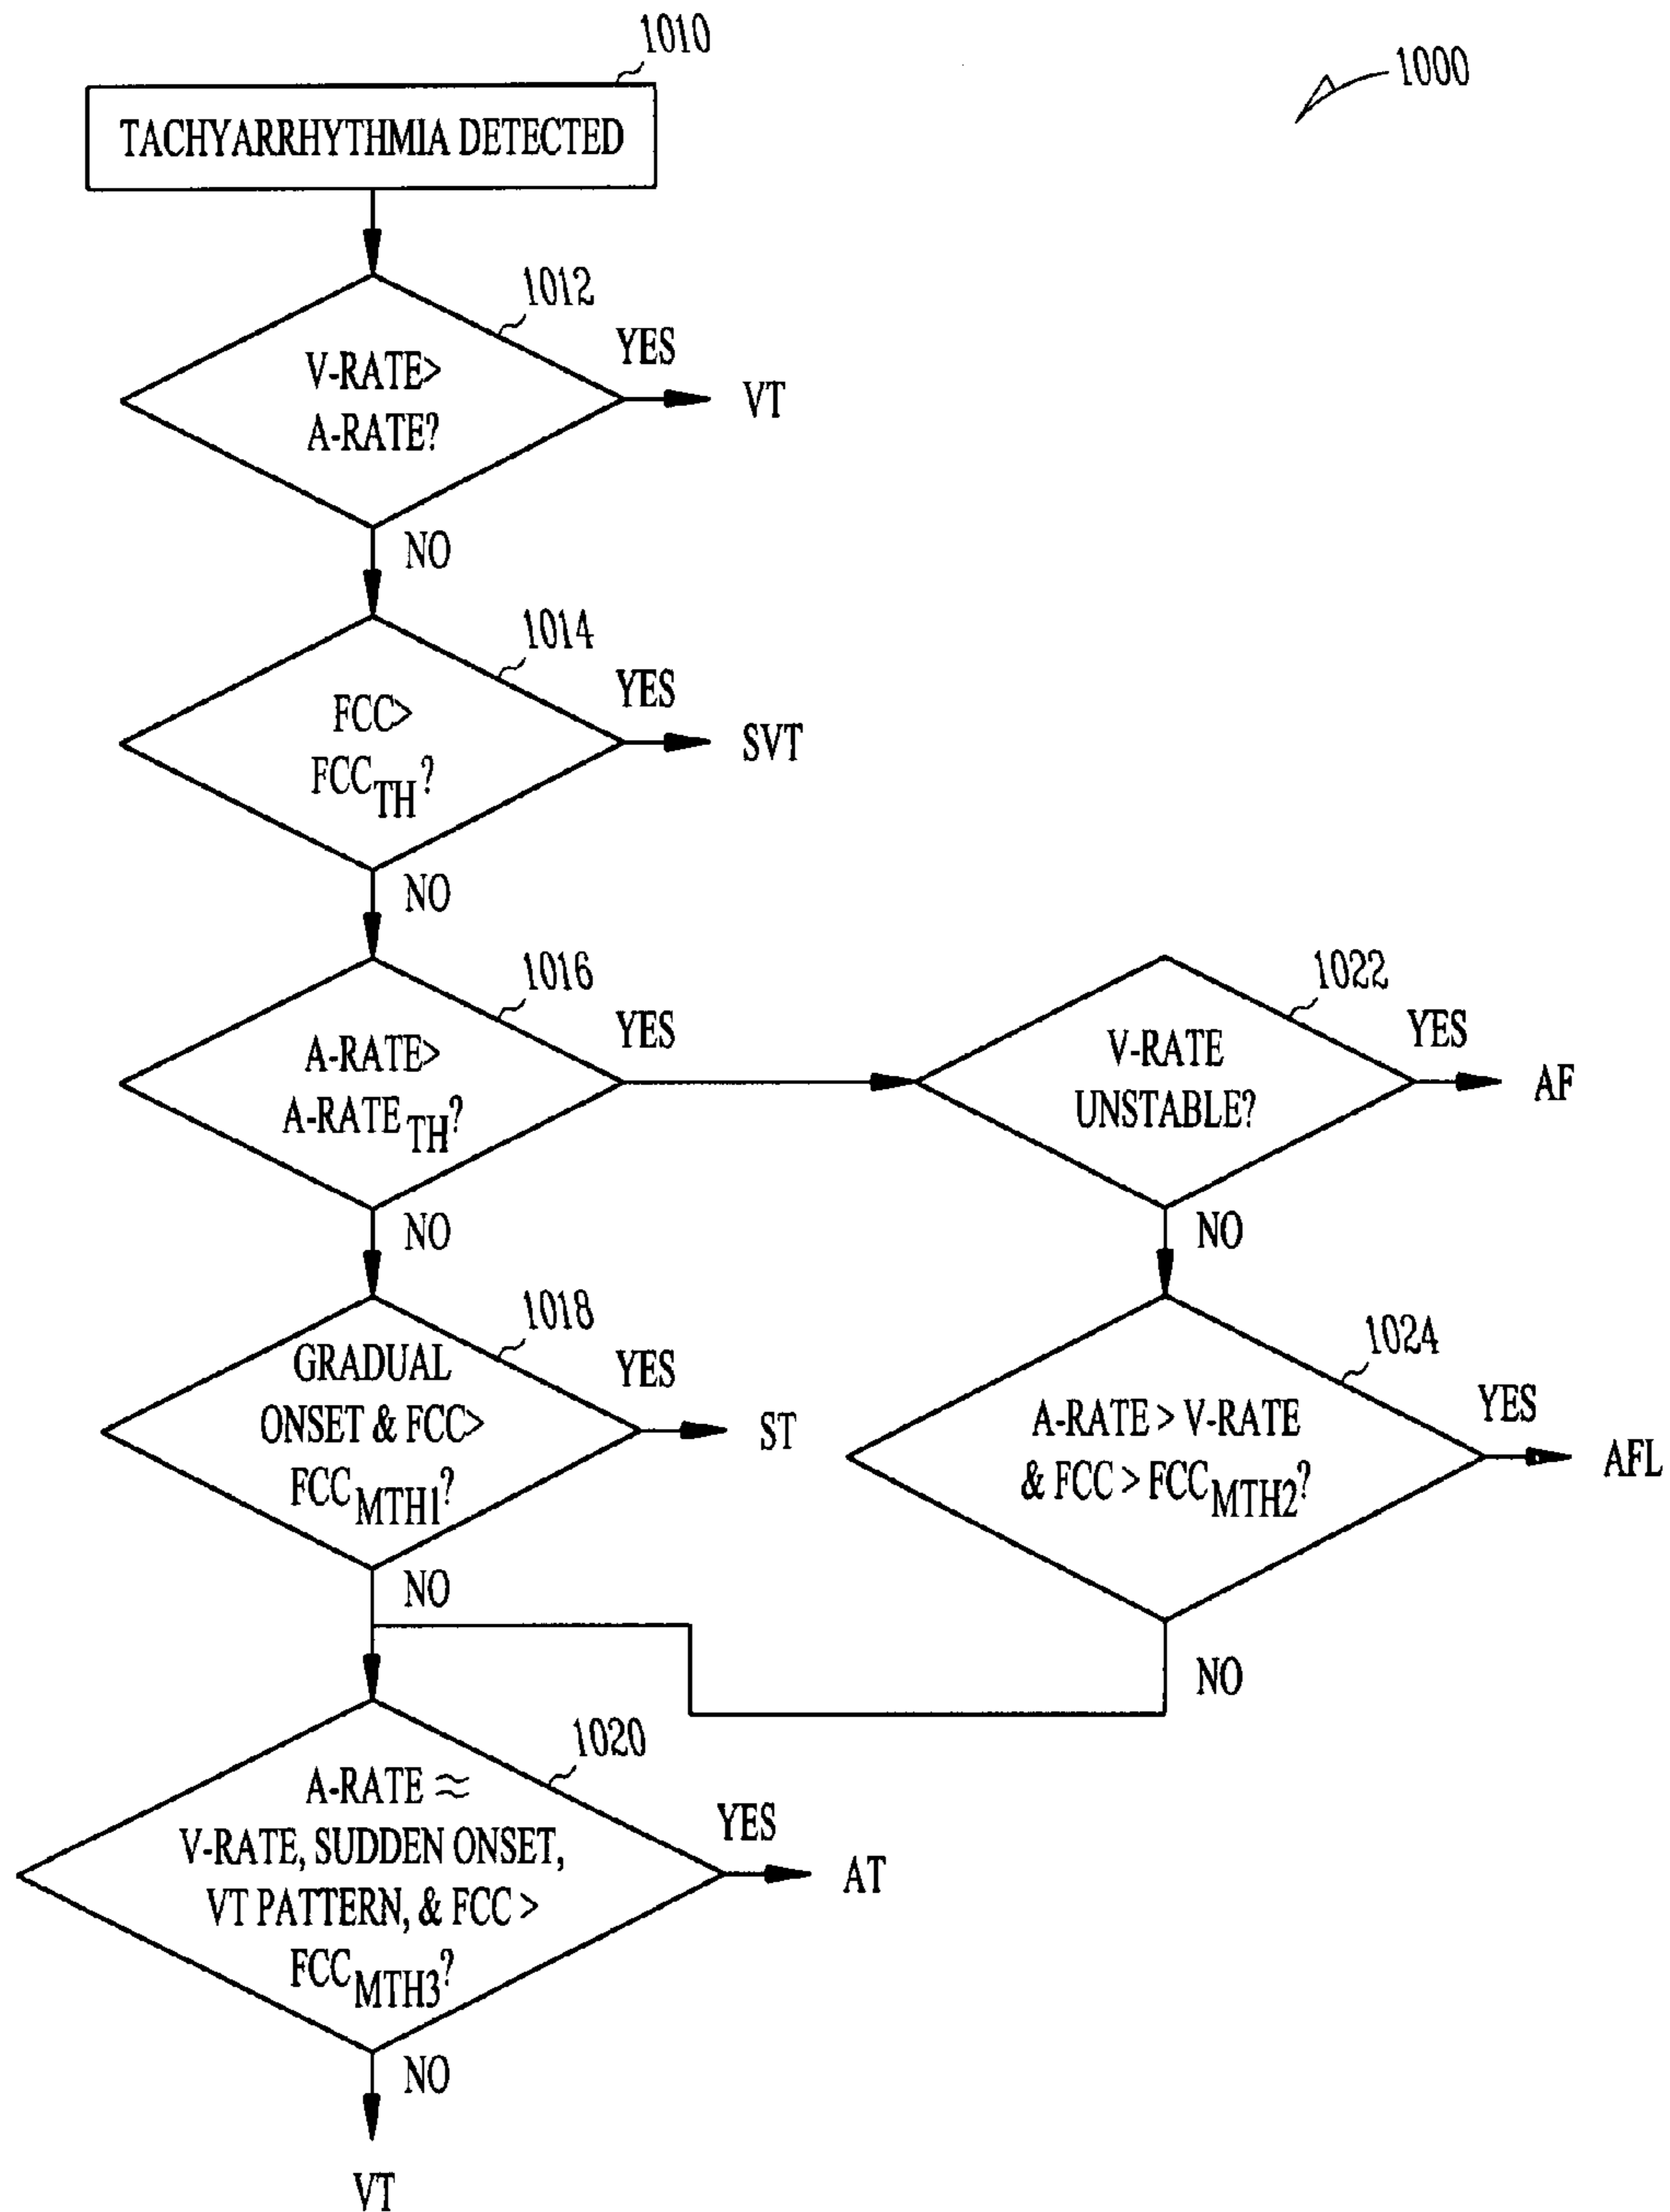 1010
1000
TACHYARRHYTHMIA DETECTED
1012
YES
V-RATE>
A-RATE?
VT
NO
1014
YES
FCC>
FCC_TH?
SVT
NO
1016
YES
A-RATE>
A-RATE_TH?
1022
YES
V-RATE
UNSTABLE?
AF
NO
NO
1018
YES
GRADUAL
ONSET & FCC>
FCC_MTH1?
ST
1024
YES
A-RATE > V-RATE
& FCC > FCC_MTH2?
AFL
NO
NO
1020
YES
A-RATE ≈
V-RATE, SUDDEN ONSET,
VT PATTERN, & FCC >
FCC_MTH3?
AT
NO
VT